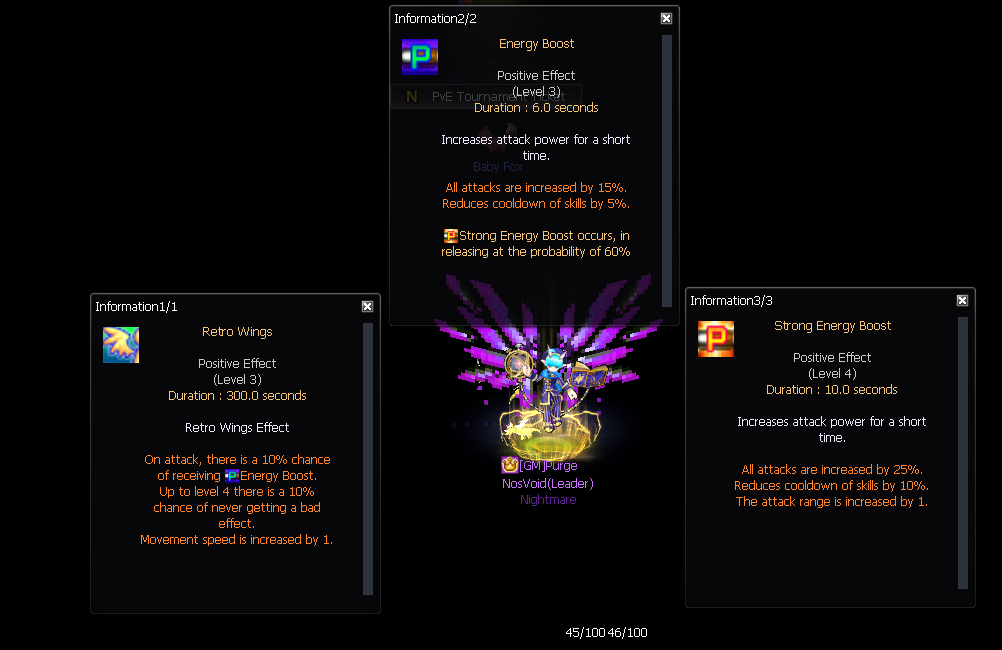 Information2/2
Energy Boost
Positive Effect
(Level 3)
N PvE Tournament Ticket
Duration : 6.0 seconds
Increases attack power for a short
time.
Baby Fox
All attacks are increased by 15%.
Reduces cooldown of skills by 5%.
P Strong Energy Boost occurs, in
releasing at the probability of 60%
Information1/1
Retro Wings
Positive Effect
(Level 3)
Duration : 300.0 seconds
Retro Wings Effect
On attack, there is a 10% chance
of receiving P Energy Boost.
Up to level 4 there is a 10%
chance of never getting a bad
effect.
Movement speed is increased by 1.
Information3/3
Strong Energy Boost
Positive Effect
(Level 4)
Duration : 10.0 seconds
Increases attack power for a short
time.
All attacks are increased by 25%.
Reduces cooldown of skills by 10%.
The attack range is increased by 1.
[GM]Purge
NosVoid(Leader)
Nightmare
45/100 46/100